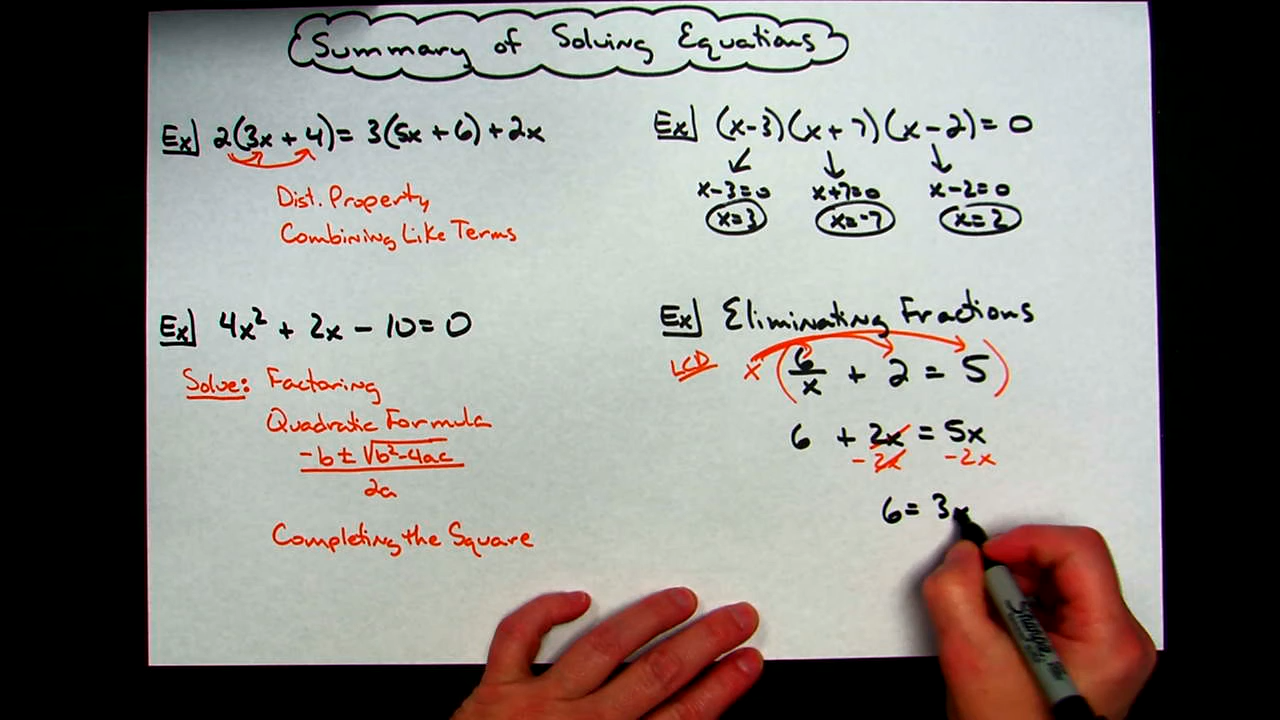 Summary of Solving Equations
Ex] 2(3x + 4) = 3(5x + 6) + 2x
Dist. Property
Combining Like Terms
Ex] (x-3)(x+7)(x-2) = 0
x-3=0 x+7=0 x-2=0
x=3 x=-7 x=2
Ex] 4x² + 2x - 10 = 0
Solve: Factoring
Quadratic Formula
-b ± √b²-4ac
2a
Completing the Square
Ex] Eliminating Fractions
LCD x (6/x + 2 = 5)
6 + 2x = 5x
-2x -2x
6 = 3x
Sharpie